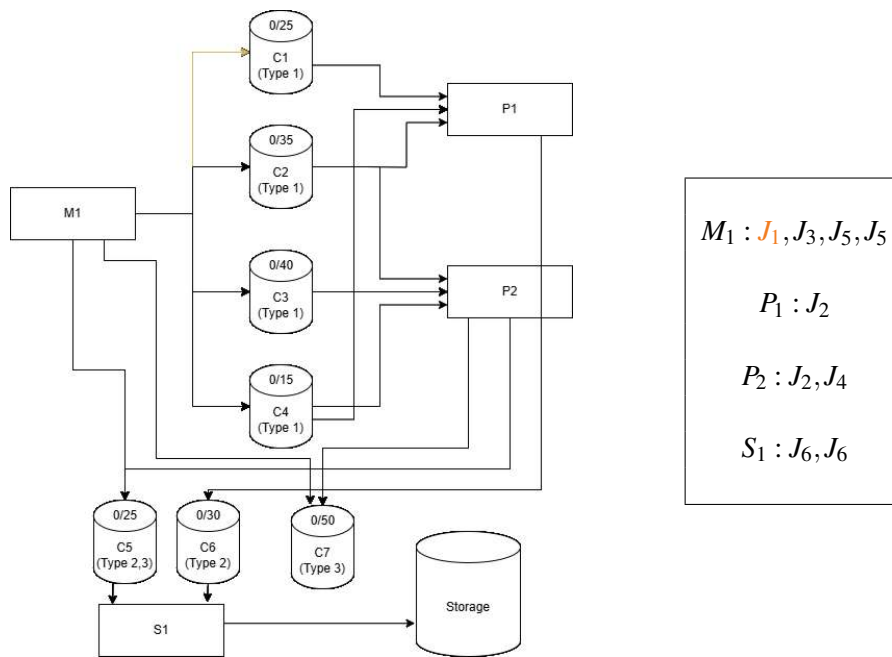 0/25
C1
(Type 1)
P1
0/35
C2
(Type 1)
M1
0/40
C3
(Type 1)
P2
0/15
C4
(Type 1)
0/25
C5
(Type 2,3)
0/30
C6
(Type 2)
0/50
C7
(Type 3)
Storage
S1
M₁ : J₁, J₃, J₅, J₅
P₁ : J₂
P₂ : J₂, J₄
S₁ : J₆, J₆